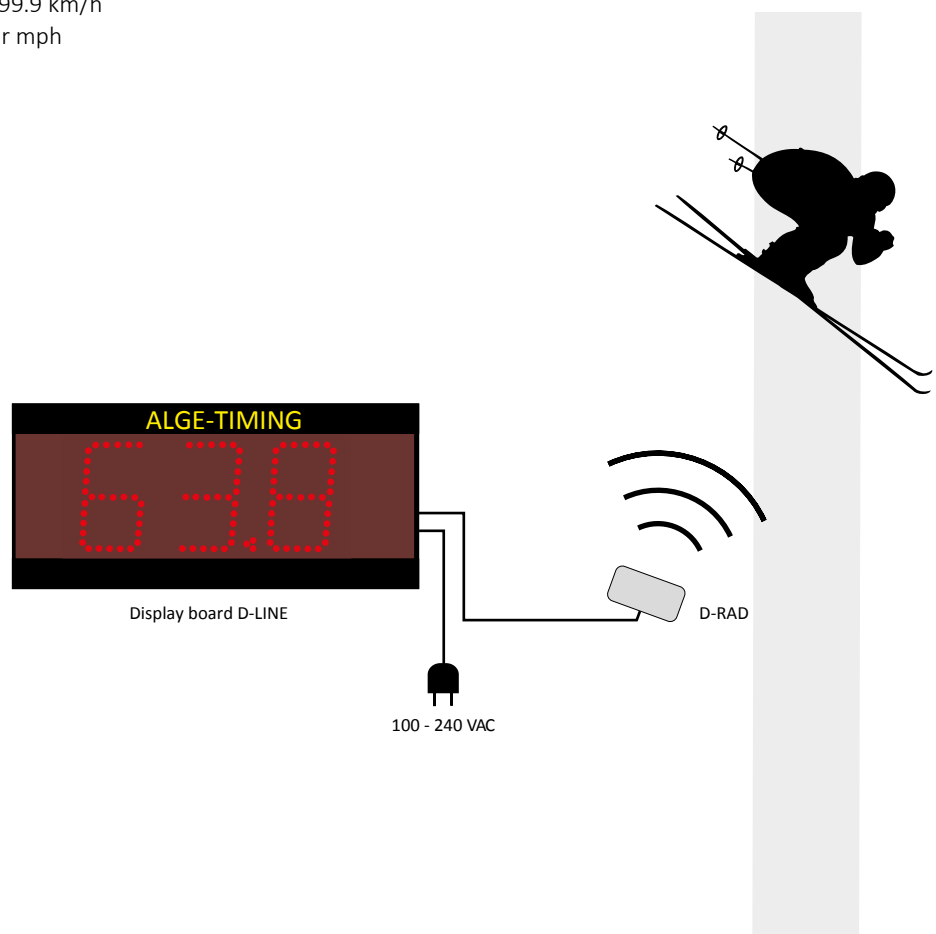 99.9 km/h
r mph
ALGE-TIMING
63.8
Display board D-LINE
D-RAD
100 - 240 VAC